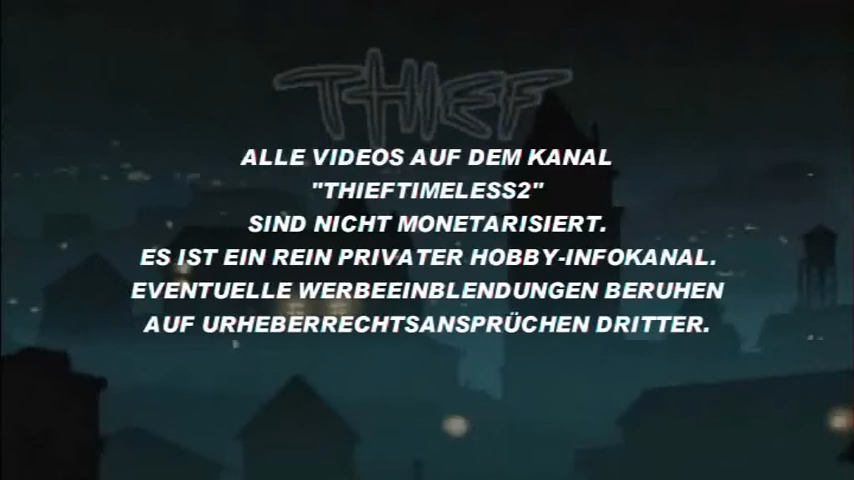 THIEF
ALLE VIDEOS AUF DEM KANAL
"THIEFTIMELESS2"
SIND NICHT MONETARISIERT.
ES IST EIN REIN PRIVATER HOBBY-INFOKANAL.
EVENTUELLE WERBEEINBLENDUNGEN BERUHEN
AUF URHEBERRECHTSANSPRÜCHEN DRITTER.